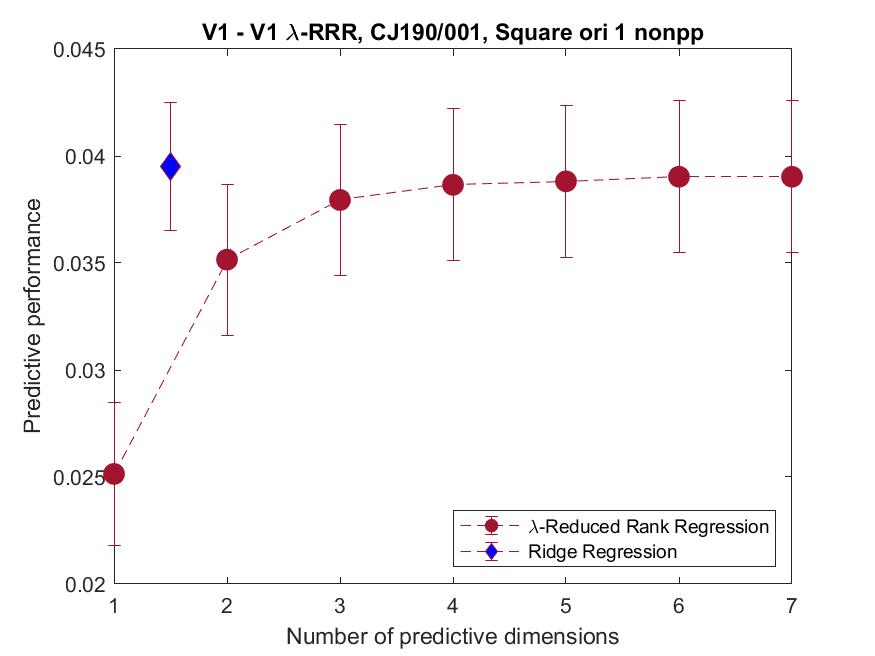 V1 - V1 λ-RRR, CJ190/001, Square ori 1 nonpp
Predictive performance
0.045
0.04
0.035
0.03
0.025
0.02
1 2 3 4 5 6 7
Number of predictive dimensions
λ-Reduced Rank Regression
Ridge Regression